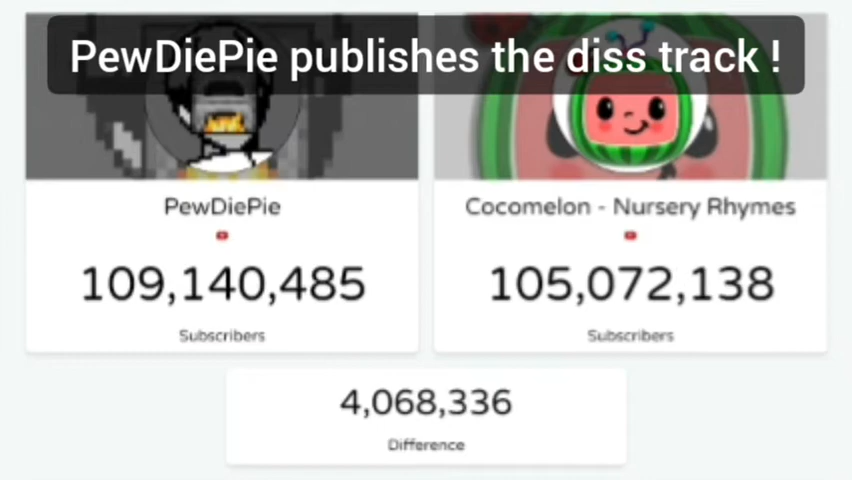 PewDiePie publishes the diss track !
PewDiePie
Cocomelon - Nursery Rhymes
109,140,485
105,072,138
Subscribers
Subscribers
4,068,336
Difference